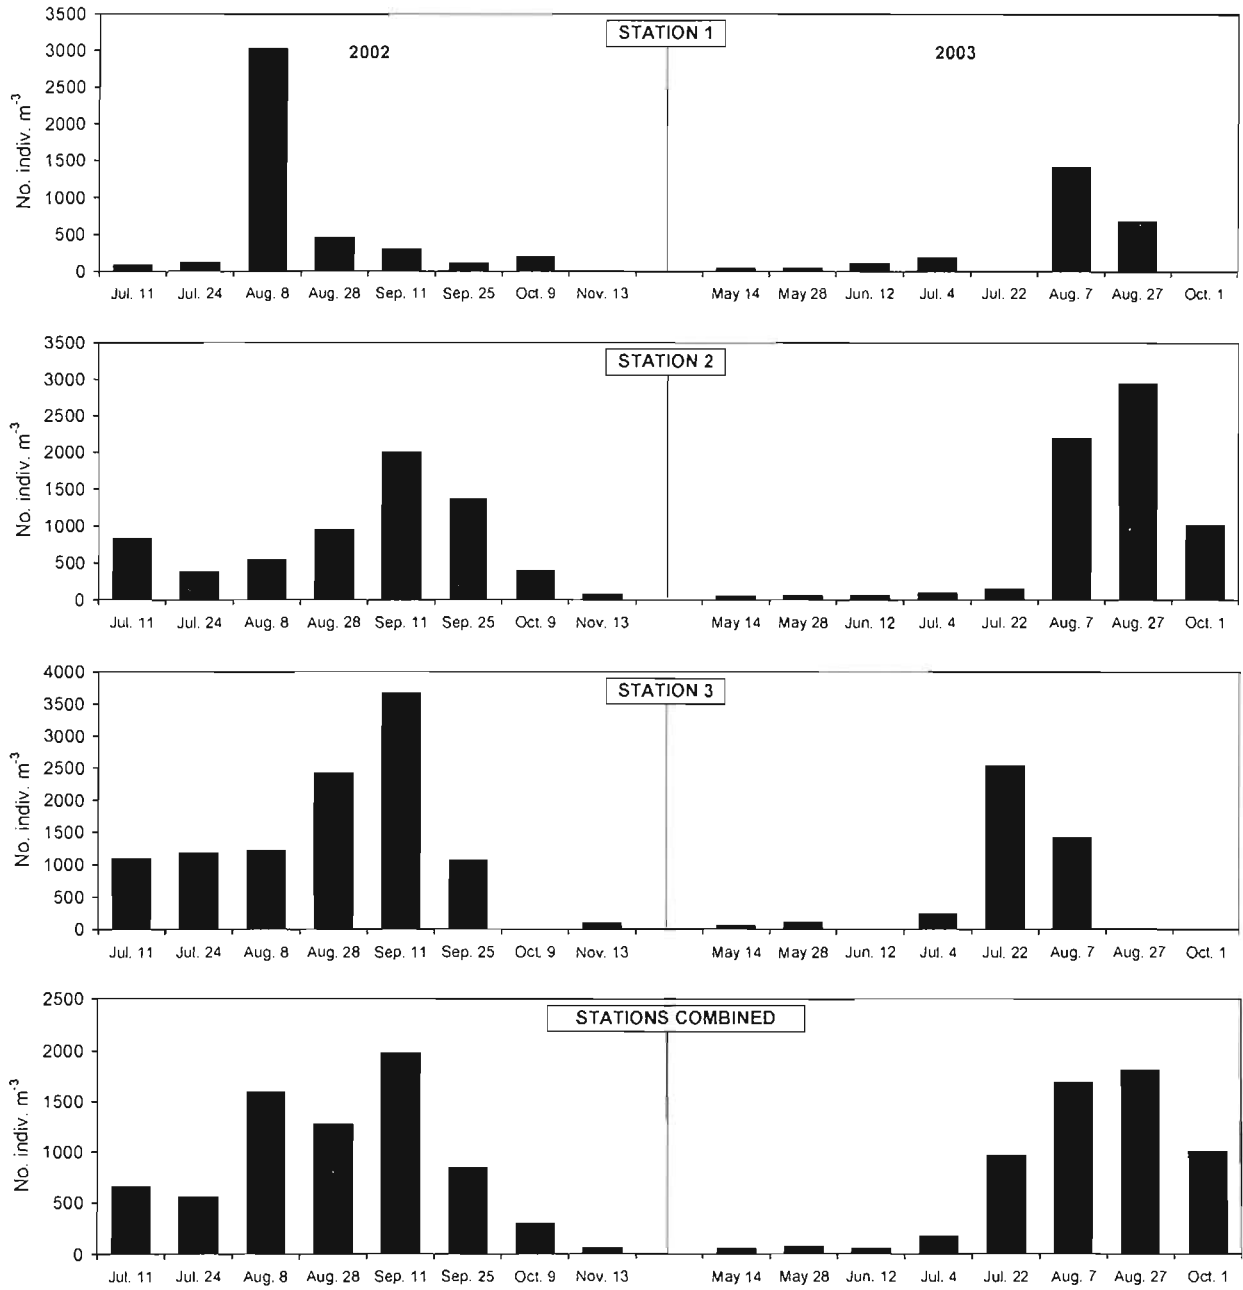 STATION 1
2002
2003
No. indiv. m-3
3500
3000
2500
2000
1500
1000
500
0
Jul. 11 Jul. 24 Aug. 8 Aug. 28 Sep. 11 Sep. 25 Oct. 9 Nov. 13 May 14 May 28 Jun. 12 Jul. 4 Jul. 22 Aug. 7 Aug. 27 Oct. 1
STATION 2
No. indiv. m-3
3500
3000
2500
2000
1500
1000
500
0
Jul. 11 Jul. 24 Aug. 8 Aug. 28 Sep. 11 Sep. 25 Oct. 9 Nov. 13 May 14 May 28 Jun. 12 Jul. 4 Jul. 22 Aug. 7 Aug. 27 Oct. 1
STATION 3
No. indiv. m-3
4000
3500
3000
2500
2000
1500
1000
500
0
Jul. 11 Jul. 24 Aug. 8 Aug. 28 Sep. 11 Sep. 25 Oct. 9 Nov. 13 May 14 May 28 Jun. 12 Jul. 4 Jul. 22 Aug. 7 Aug. 27 Oct. 1
STATIONS COMBINED
No. indiv. m-3
2500
2000
1500
1000
500
0
Jul. 11 Jul. 24 Aug. 8 Aug. 28 Sep. 11 Sep. 25 Oct. 9 Nov. 13 May 14 May 28 Jun. 12 Jul. 4 Jul. 22 Aug. 7 Aug. 27 Oct. 1